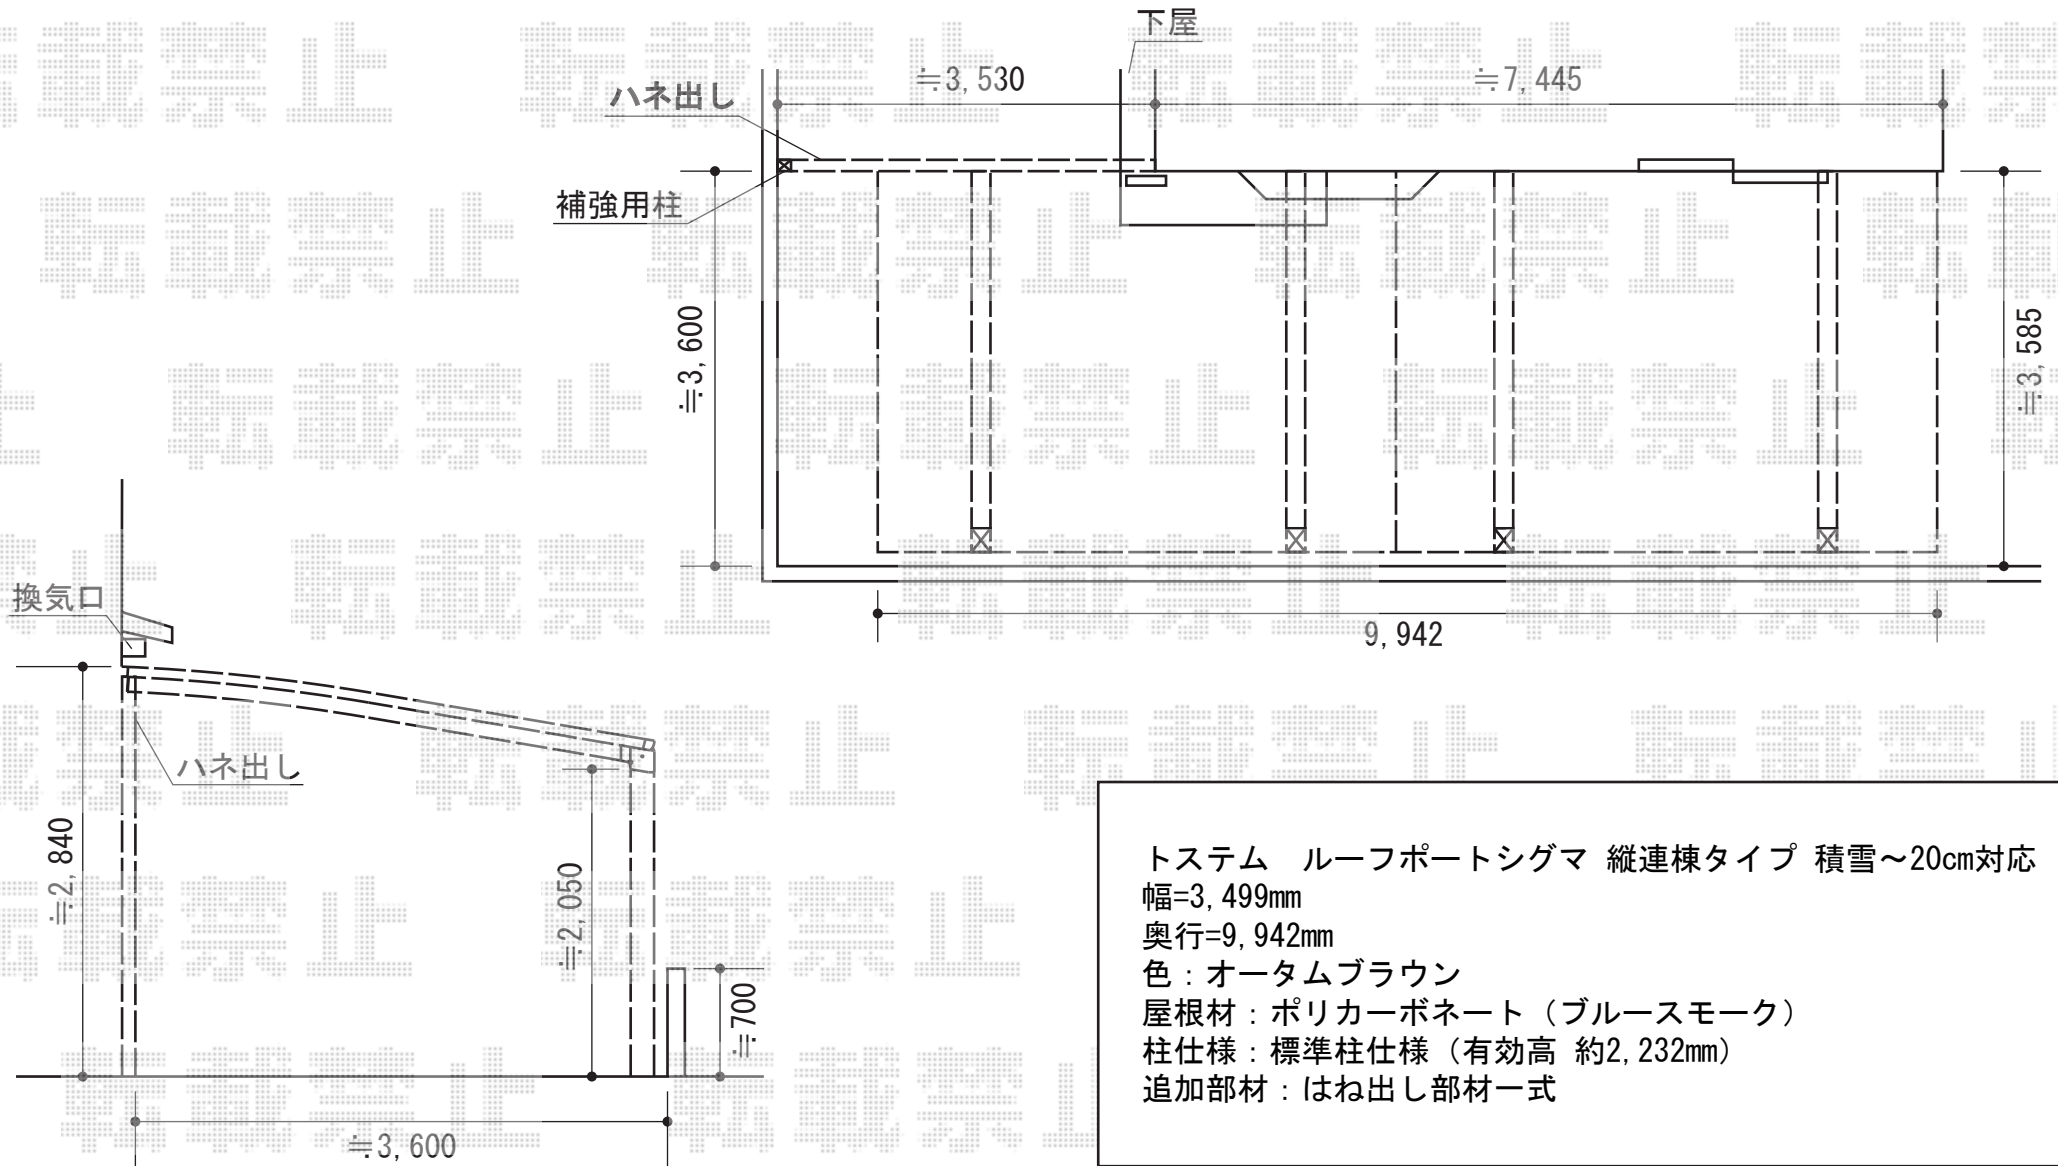 下屋
≒3,530
≒7,445
ハネ出し
補強用柱
≒3,600
≒3,585
9,942
換気口
ハネ出し
≒2,840
≒2,050
≒700
≒3,600
トステム ルーフポートシグマ 縦連棟タイプ 積雪～20cm対応
幅=3,499mm
奥行=9,942mm
色：オータムブラウン
屋根材：ポリカーボネート（ブルースモーク）
柱仕様：標準柱仕様（有効高 約2,232mm）
追加部材：はね出し部材一式
転載禁止